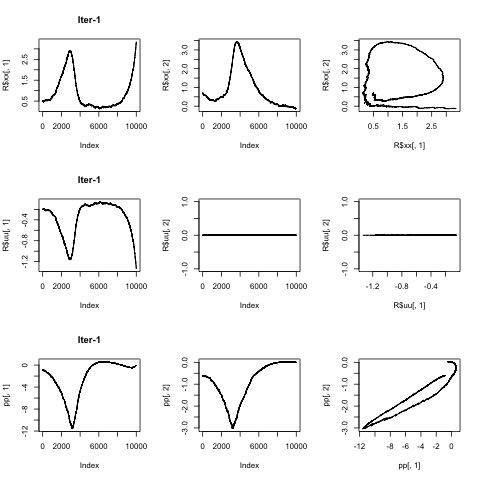 Iter-1
R$xx[, 1]
0.5 1.5 2.5
0 2000 6000 10000
Index
R$xx[, 2]
0.0 1.0 2.0 3.0
0 2000 6000 10000
Index
R$xx[, 2]
0.0 1.0 2.0 3.0
0.5 1.5 2.5
R$xx[, 1]
Iter-1
R$uu[, 1]
-1.2 -0.8 -0.4
0 2000 6000 10000
Index
R$uu[, 2]
-1.0 0.0 1.0
0 2000 6000 10000
Index
R$uu[, 2]
-1.0 0.0 1.0
-1.2 -0.8 -0.4
R$uu[, 1]
Iter-1
pp[, 1]
-12 -8 -4 0
0 2000 6000 10000
Index
pp[, 2]
-3.0 -2.0 -1.0 0.0
0 2000 6000 10000
Index
pp[, 2]
-3.0 -2.0 -1.0 0.0
-12 -8 -6 -4 -2 0
pp[, 1]